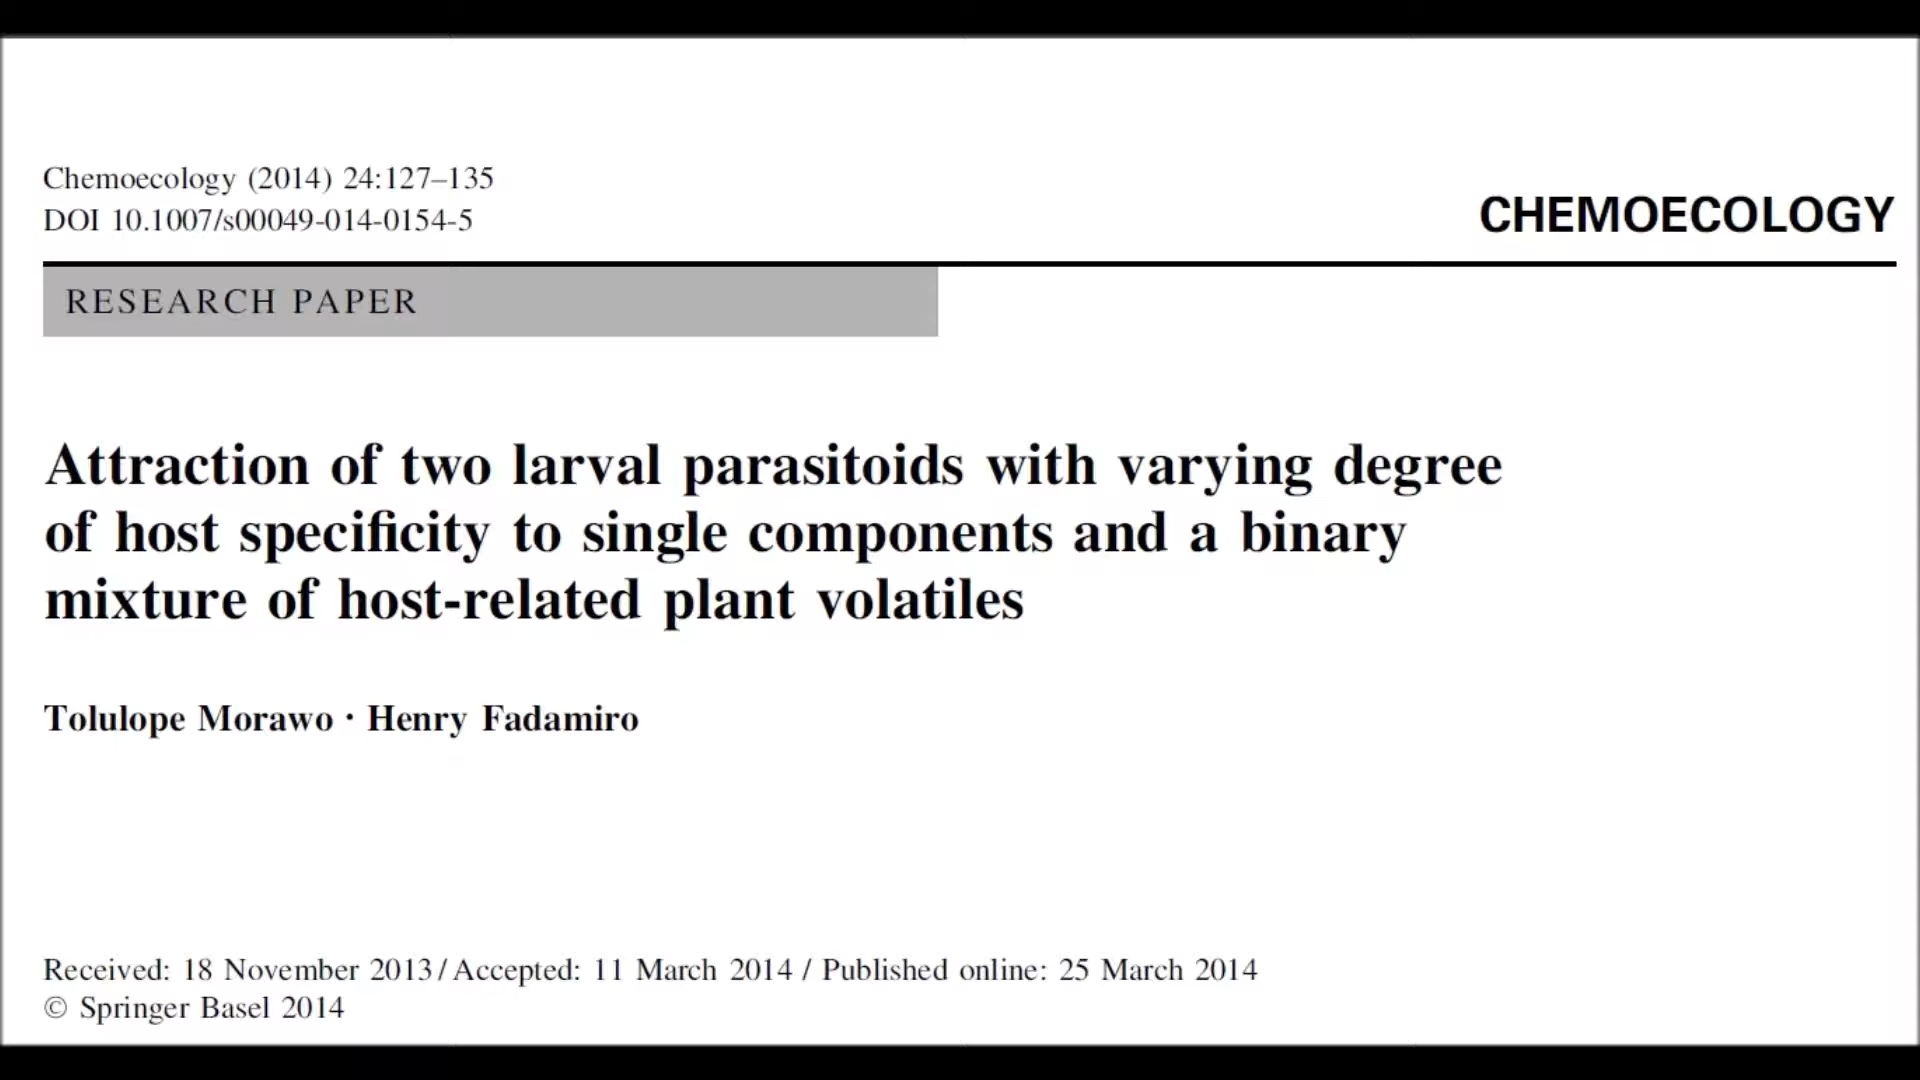 Chemoecology (2014) 24:127–135
DOI 10.1007/s00049-014-0154-5
CHEMOECOLOGY
RESEARCH PAPER
Attraction of two larval parasitoids with varying degree
of host specificity to single components and a binary
mixture of host-related plant volatiles
Tolulope Morawo · Henry Fadamiro
Received: 18 November 2013 / Accepted: 11 March 2014 / Published online: 25 March 2014
© Springer Basel 2014